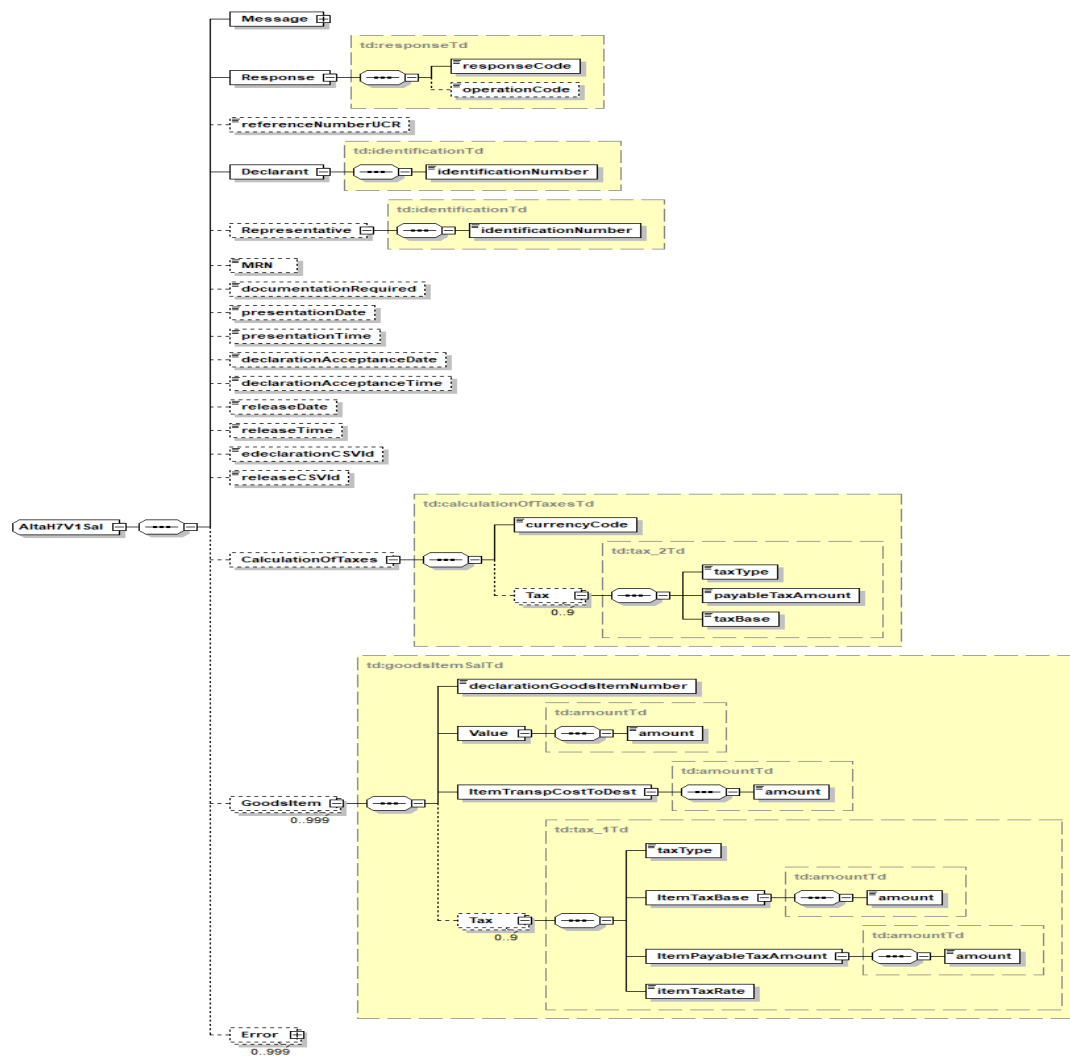 Message
td:responseTd
Response
responseCode
operationCode
referenceNumberUCR
td:identificationTd
Declarant
identificationNumber
td:identificationTd
Representative
identificationNumber
MRN
documentationRequired
presentationDate
presentationTime
declarationAcceptanceDate
declarationAcceptanceTime
releaseDate
releaseTime
edeclarationCSVId
releaseCSVId
AltaH7V1Sal
td:calculationOfTaxesTd
currencyCode
CalculationOfTaxes
td:tax_2Td
taxType
Tax
payableTaxAmount
0..9
taxBase
td:goodsItemSalTd
declarationGoodsItemNumber
td:amountTd
Value
amount
td:amountTd
ItemTranspCostToDest
amount
GoodsItem
0..999
td:tax_1Td
taxType
td:amountTd
ItemTaxBase
amount
Tax
0..9
td:amountTd
ItemPayableTaxAmount
amount
itemTaxRate
Error
0..999